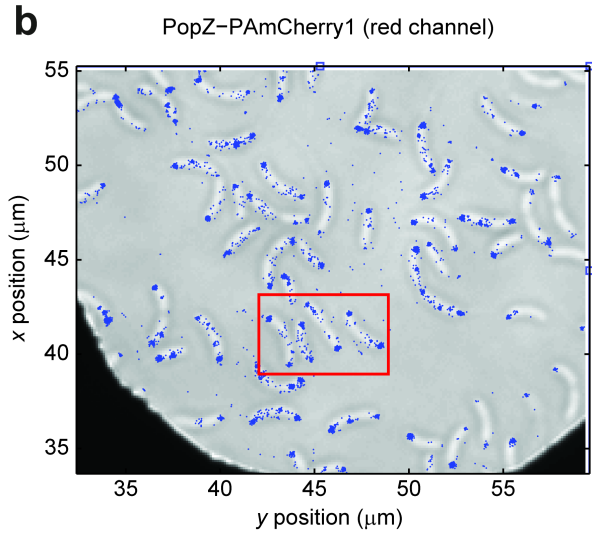 b
PopZ−PAmCherry1 (red channel)
55
50
45
40
35
x position (μm)
35
40
45
50
55
y position (μm)